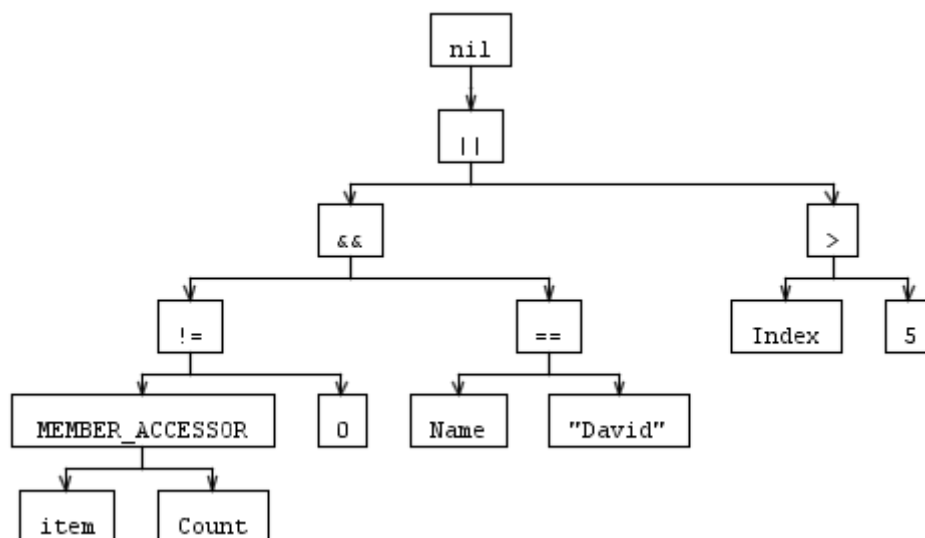 nil
||
&&
>
!=
==
Index
5
MEMBER_ACCESSOR
0
Name
"David"
item
Count